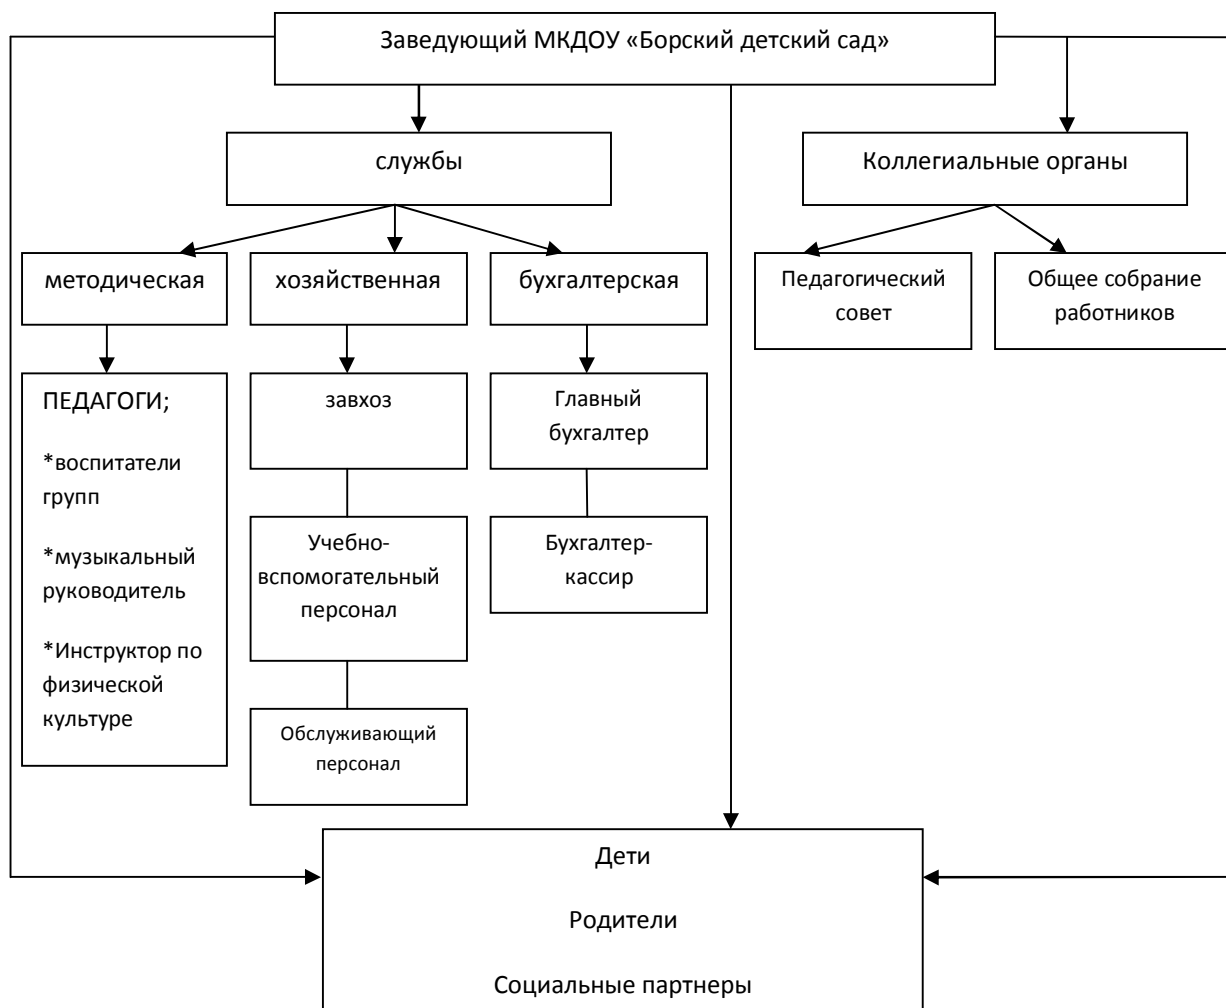 Заведующий МКДОУ «Борский детский сад»
службы
Коллегиальные органы
методическая
хозяйственная
бухгалтерская
Педагогический
совет
Общее собрание
работников
ПЕДАГОГИ;
*воспитатели
групп
*музыкальный
руководитель
*Инструктор по
физической
культуре
завхоз
Учебно-
вспомогательный
персонал
Обслуживающий
персонал
Главный
бухгалтер
Бухгалтер-
кассир
Дети
Родители
Социальные партнеры